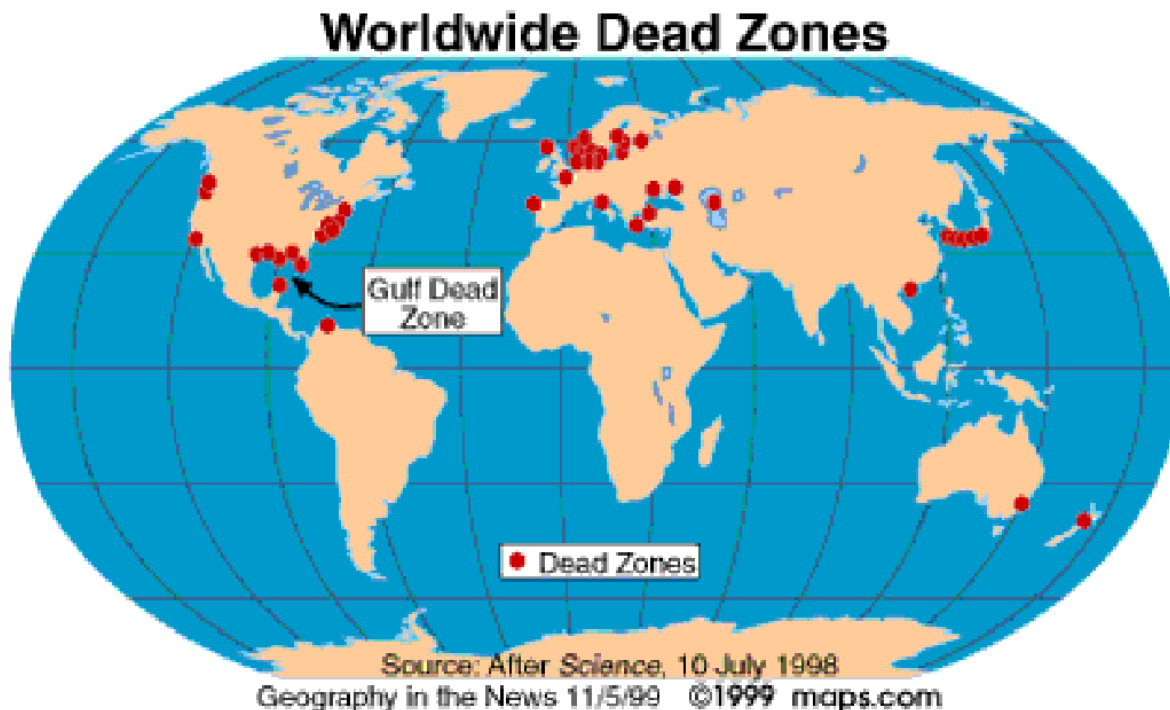 Worldwide Dead Zones
Gulf Dead
Zone
Dead Zones
Source: After Science, 10 July 1998
Geography in the News 11/5/99 ©1999 maps.com